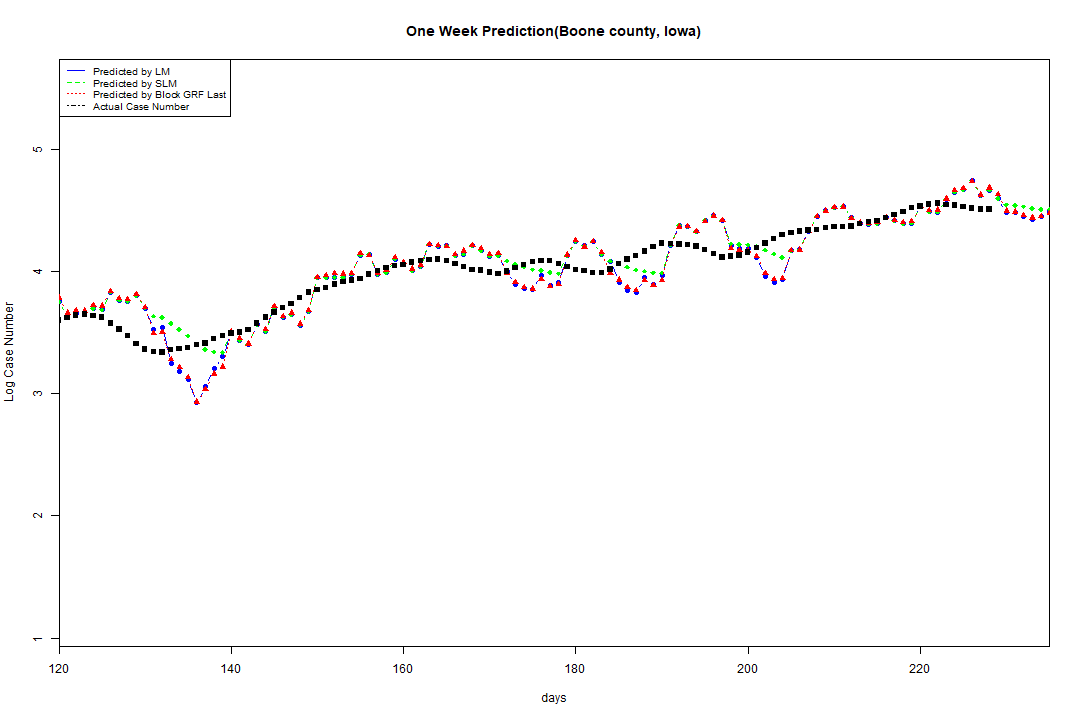 One Week Prediction(Boone county, Iowa)
Predicted by LM
Predicted by SLM
Predicted by Block GRF Last
Actual Case Number
Log Case Number
5
4
3
2
1
120 140 160 180 200 220
days